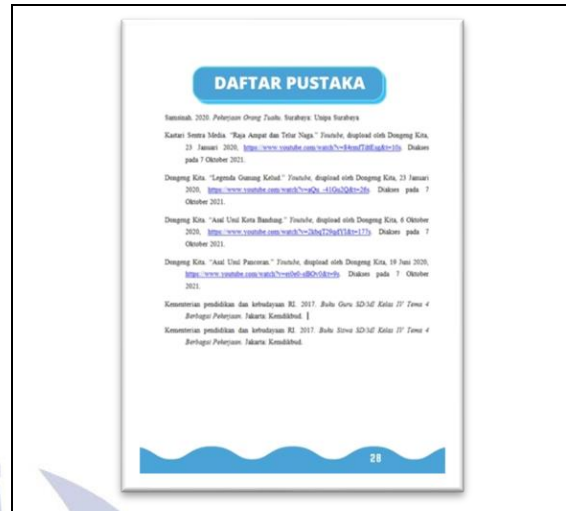 DAFTAR PUSTAKA
2020. Pekerjaan Orang Tuaku. Surabaya: Unipa Surabaya
Kastari Sentra Media. “Raja Ampat dan Telur Naga.” Youtube, diupload oleh Dongeng Kita,
23 Januari 2020, Diakses
pada 7 Oktober 2021.
Dongeng Kita. “Legenda Gunung Kelud.” Youtube, diupload oleh Dongeng Kita, 23 Januari
2020, Diakses pada 7
Oktober 2021.
Dongeng Kita. “Asal Usul Kota Bandung.” Youtube, diupload oleh Dongeng Kita, 6 Oktober
2020, Diakses pada 7
Oktober 2021.
Dongeng Kita. “Asal Usul Pancoran.” Youtube, diupload oleh Dongeng Kita, 19 Juni 2020,
Diakses pada 7 Oktober
2021.
Kementerian pendidikan dan kebudayaan RI. 2017. Buku Guru SD/MI Kelas IV Tema 4
Berbagai Pekerjaan. Jakarta: Kemdikbud.
Kementerian pendidikan dan kebudayaan RI. 2017. Buku Siswa SD/MI Kelas IV Tema 4
Berbagai Pekerjaan. Jakarta: Kemdikbud.
28